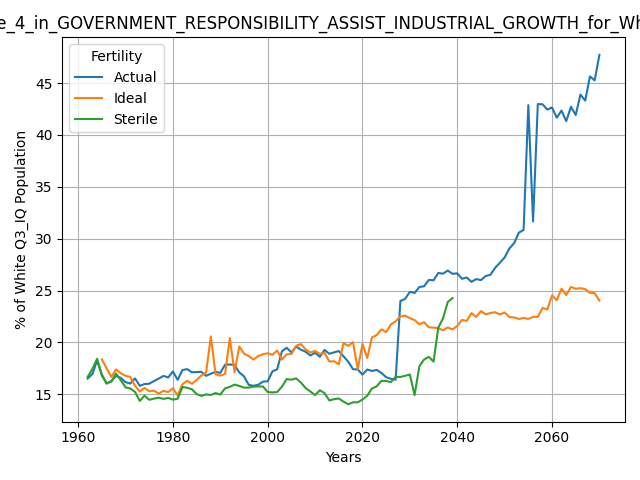 e_4_in_GOVERNMENT_RESPONSIBILITY_ASSIST_INDUSTRIAL_GROWTH_for_Wh
Fertility
Actual
Ideal
Sterile
% of White Q3_IQ Population
45
40
35
30
25
20
15
1960
1980
2000
2020
2040
2060
Years